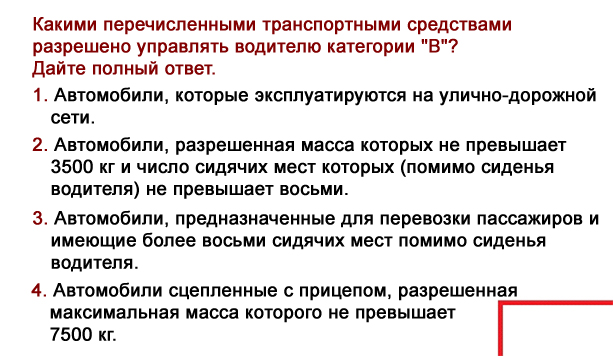 Какими перечисленными транспортными средствами
разрешено управлять водителю категории "В"?
Дайте полный ответ.
1. Автомобили, которые эксплуатируются на улично-дорожной
сети.
2. Автомобили, разрешенная масса которых не превышает
3500 кг и число сидячих мест которых (помимо сиденья
водителя) не превышает восьми.
3. Автомобили, предназначенные для перевозки пассажиров и
имеющие более восьми сидячих мест помимо сиденья
водителя.
4. Автомобили сцепленные с прицепом, разрешенная
максимальная масса которого не превышает
7500 кг.